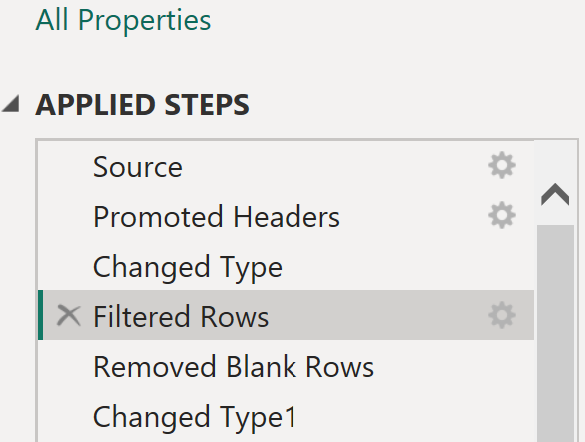 All Properties
APPLIED STEPS
Source
Promoted Headers
Changed Type
Filtered Rows
Removed Blank Rows
Changed Type1